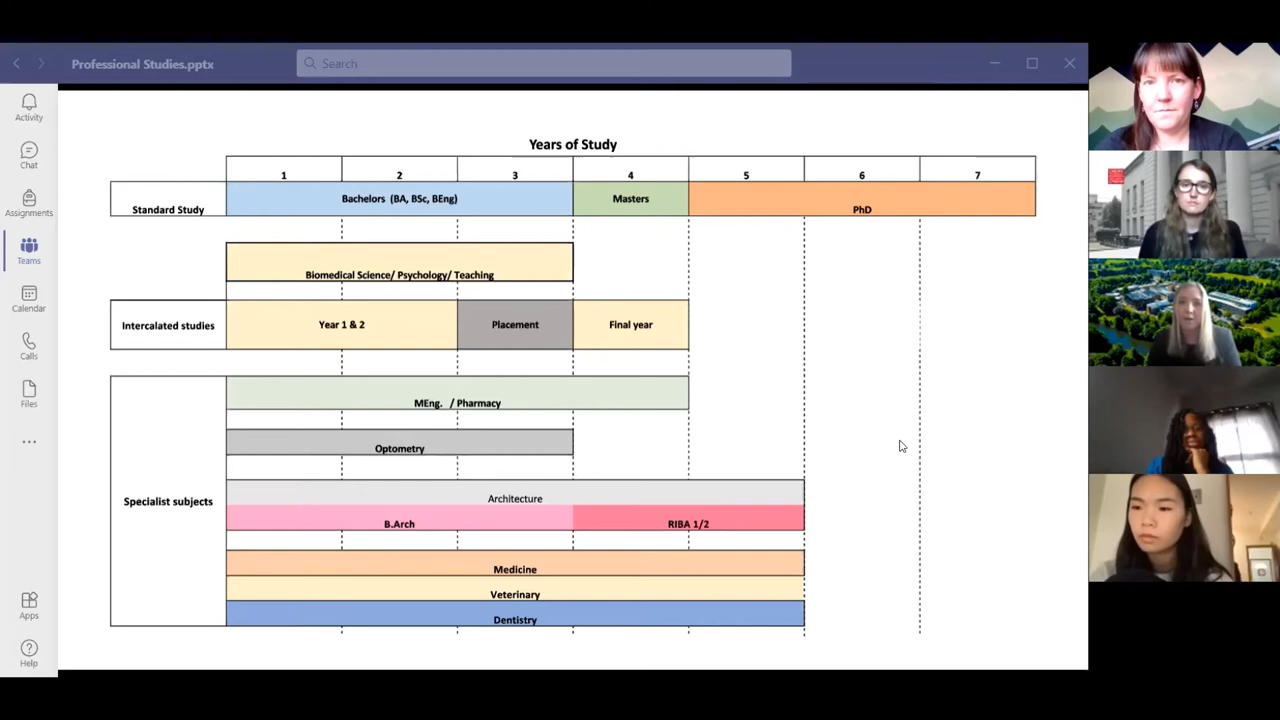 Professional Studies.pptx
Search
Activity
Chat
Assignments
Teams
Calendar
Calls
Files
Apps
Help
Years of Study
1 2 3 4 5 6 7
Standard Study
Bachelors (BA, BSc, BEng)
Masters
PhD
Biomedical Science/ Psychology/ Teaching
Intercalated studies
Year 1 & 2
Placement
Final year
Specialist subjects
MEng. / Pharmacy
Optometry
Architecture
B.Arch
RIBA 1/2
Medicine
Veterinary
Dentistry